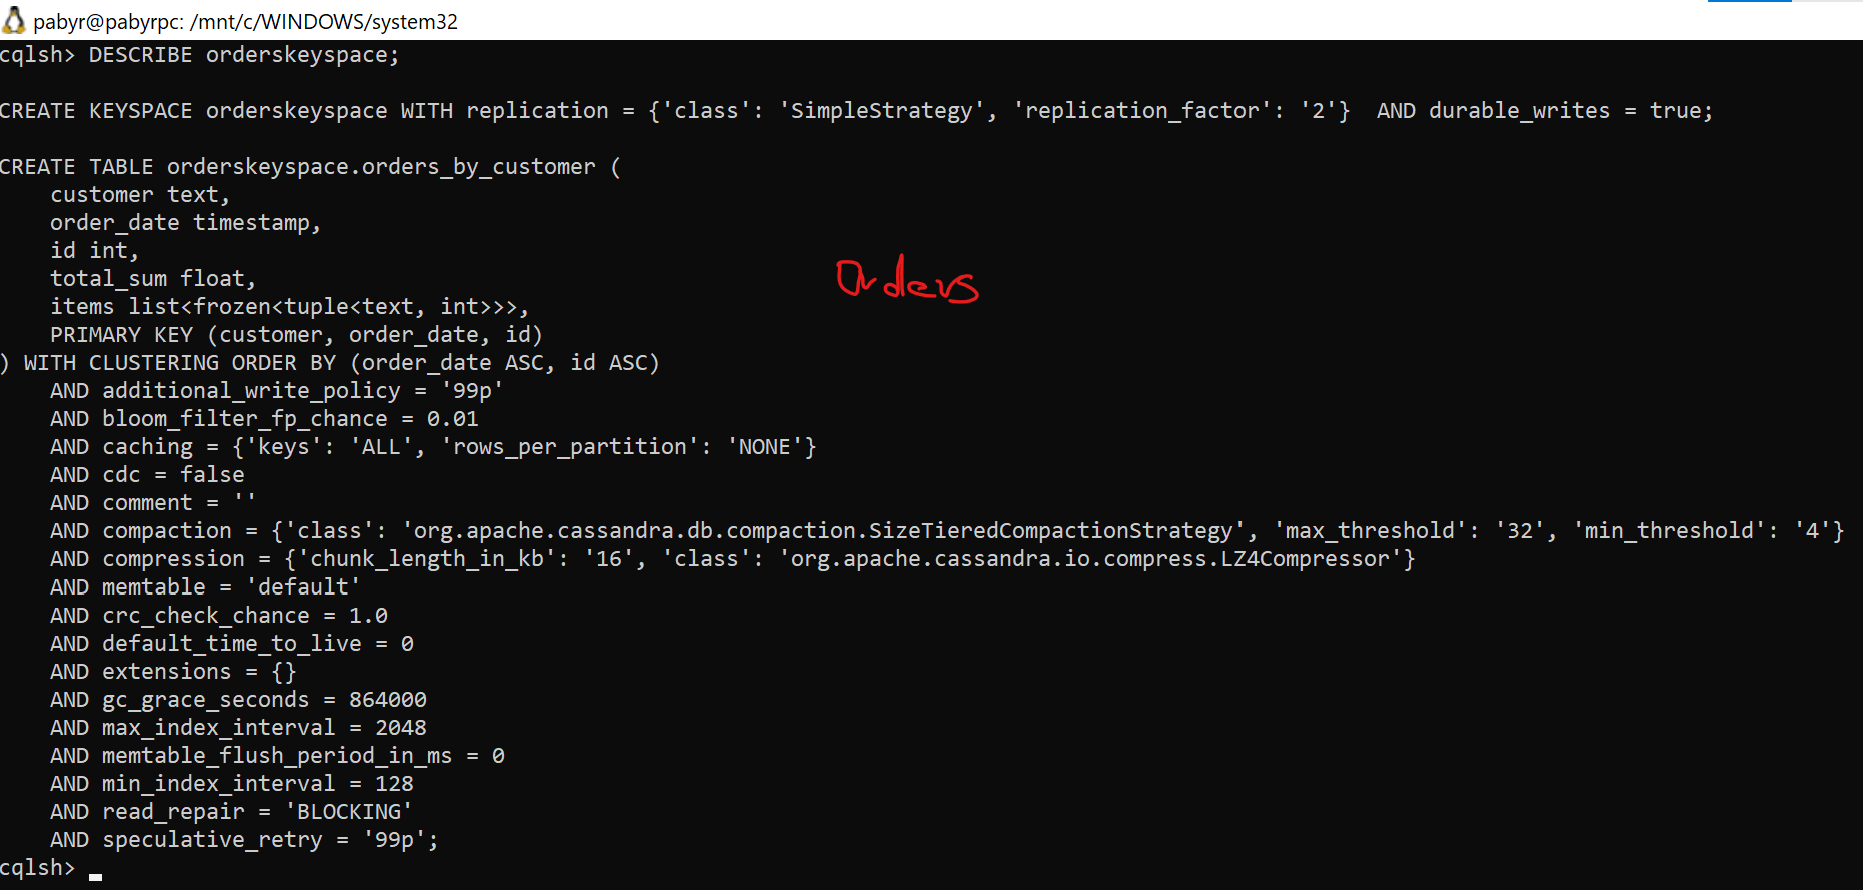 pabyr@pabyrpc: /mnt/c/WINDOWS/system32
cqlsh> DESCRIBE orderskeyspace;
CREATE KEYSPACE orderskeyspace WITH replication = {'class': 'SimpleStrategy', 'replication_factor': '2'}  AND durable_writes = true;
CREATE TABLE orderskeyspace.orders_by_customer (
    customer text,
    order_date timestamp,
    id int,
    total_sum float,
Orders
    items list<frozen<tuple<text, int>>>,
    PRIMARY KEY (customer, order_date, id)
) WITH CLUSTERING ORDER BY (order_date ASC, id ASC)
    AND additional_write_policy = '99p'
    AND bloom_filter_fp_chance = 0.01
    AND caching = {'keys': 'ALL', 'rows_per_partition': 'NONE'}
    AND cdc = false
    AND comment = ''
    AND compaction = {'class': 'org.apache.cassandra.db.compaction.SizeTieredCompactionStrategy', 'max_threshold': '32', 'min_threshold': '4'}
    AND compression = {'chunk_length_in_kb': '16', 'class': 'org.apache.cassandra.io.compress.LZ4Compressor'}
    AND memtable = 'default'
    AND crc_check_chance = 1.0
    AND default_time_to_live = 0
    AND extensions = {}
    AND gc_grace_seconds = 864000
    AND max_index_interval = 2048
    AND memtable_flush_period_in_ms = 0
    AND min_index_interval = 128
    AND read_repair = 'BLOCKING'
    AND speculative_retry = '99p';
cqlsh>